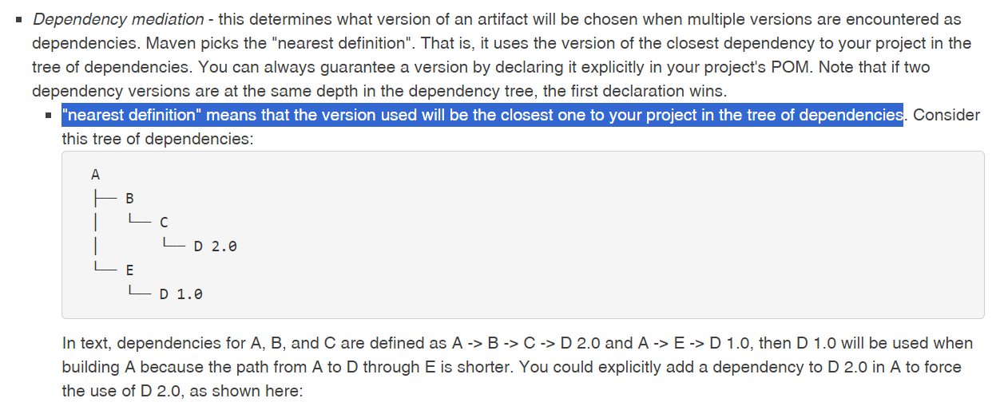 ▪ Dependency mediation - this determines what version of an artifact will be chosen when multiple versions are encountered as
dependencies. Maven picks the "nearest definition". That is, it uses the version of the closest dependency to your project in the
tree of dependencies. You can always guarantee a version by declaring it explicitly in your project's POM. Note that if two
dependency versions are at the same depth in the dependency tree, the first declaration wins.
▪ "nearest definition" means that the version used will be the closest one to your project in the tree of dependencies. Consider
this tree of dependencies:
A
├── B
│   └── C
│       └── D 2.0
└── E
    └── D 1.0
In text, dependencies for A, B, and C are defined as A -> B -> C -> D 2.0 and A -> E -> D 1.0, then D 1.0 will be used when
building A because the path from A to D through E is shorter. You could explicitly add a dependency to D 2.0 in A to force
the use of D 2.0, as shown here: